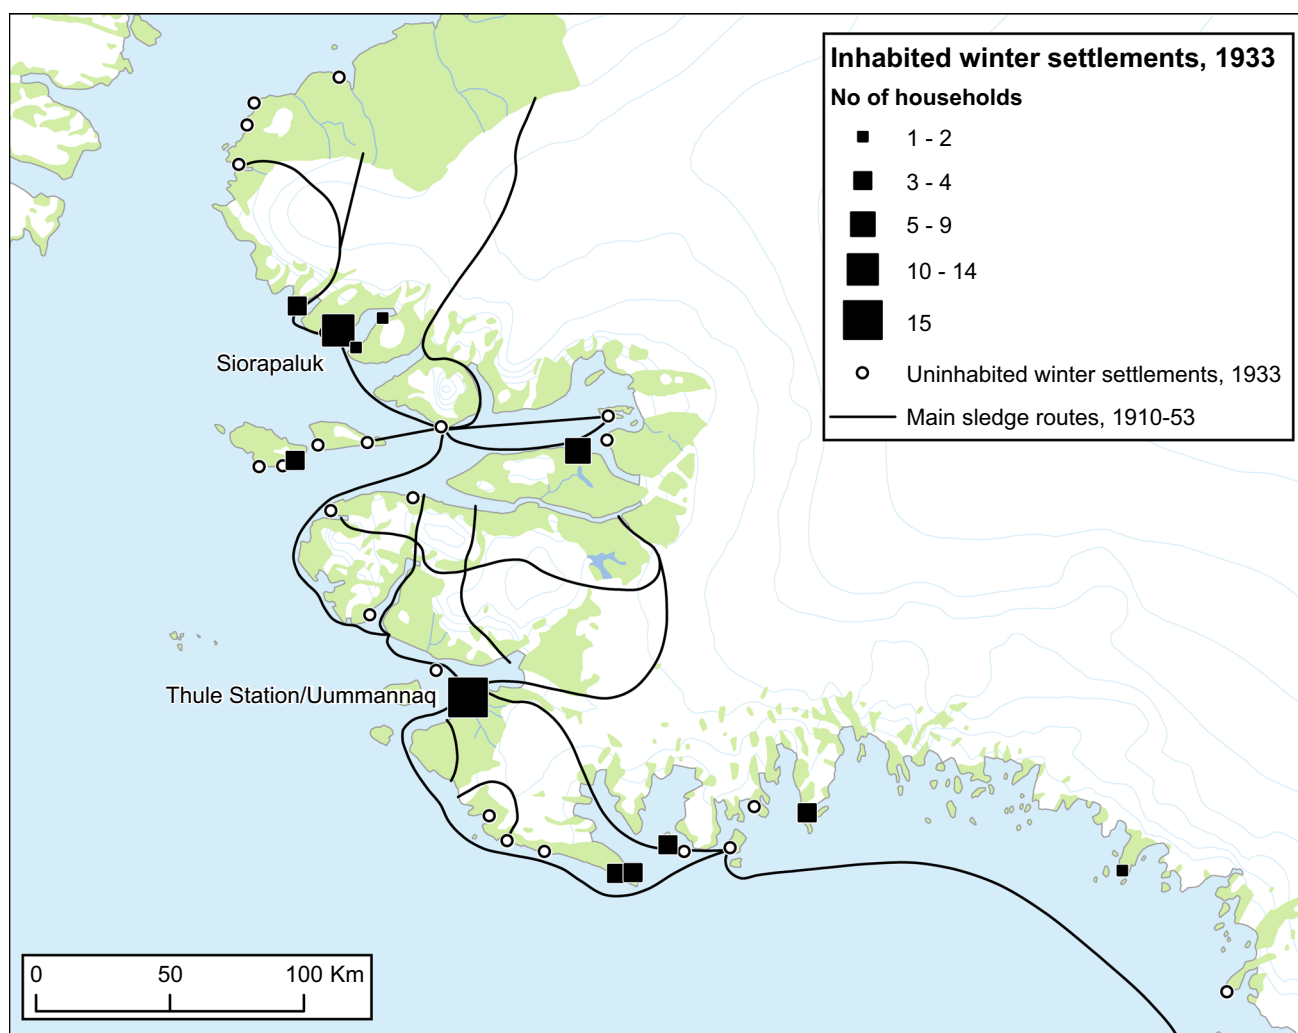 Inhabited winter settlements, 1933
No of households
1 - 2
3 - 4
5 - 9
10 - 14
15
Uninhabited winter settlements, 1933
Main sledge routes, 1910-53
Siorapaluk
Thule Station/Uummannaq
0 50 100 Km